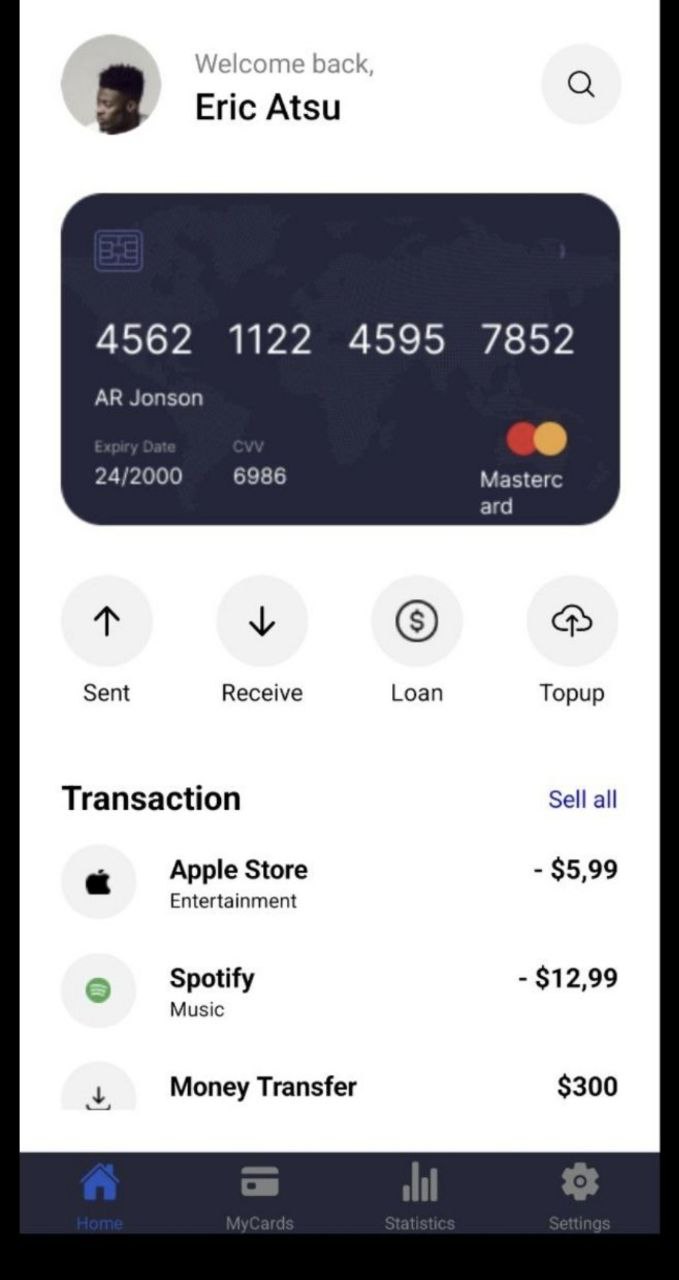 Welcome back,
Eric Atsu
4562 1122 4595 7852
AR Jonson
Expiry Date CVV
24/2000 6986
Masterc
ard
Sent Receive Loan Topup
Transaction Sell all
Apple Store - $5,99
Entertainment
Spotify - $12,99
Music
Money Transfer $300
Home MyCards Statistics Settings